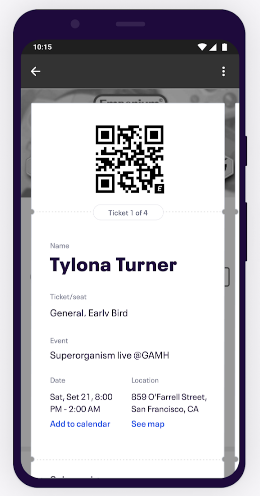 10:15
Emporium
Ticket 1 of 4
Name
Tylona Turner
Ticket/seat
General, Early Bird
Event
Superorganism live @GAMH
Date
Location
Sat, Set 21, 8:00
PM - 2:00 AM
859 O'Farrell Street,
San Francisco, CA
Add to calendar
See map